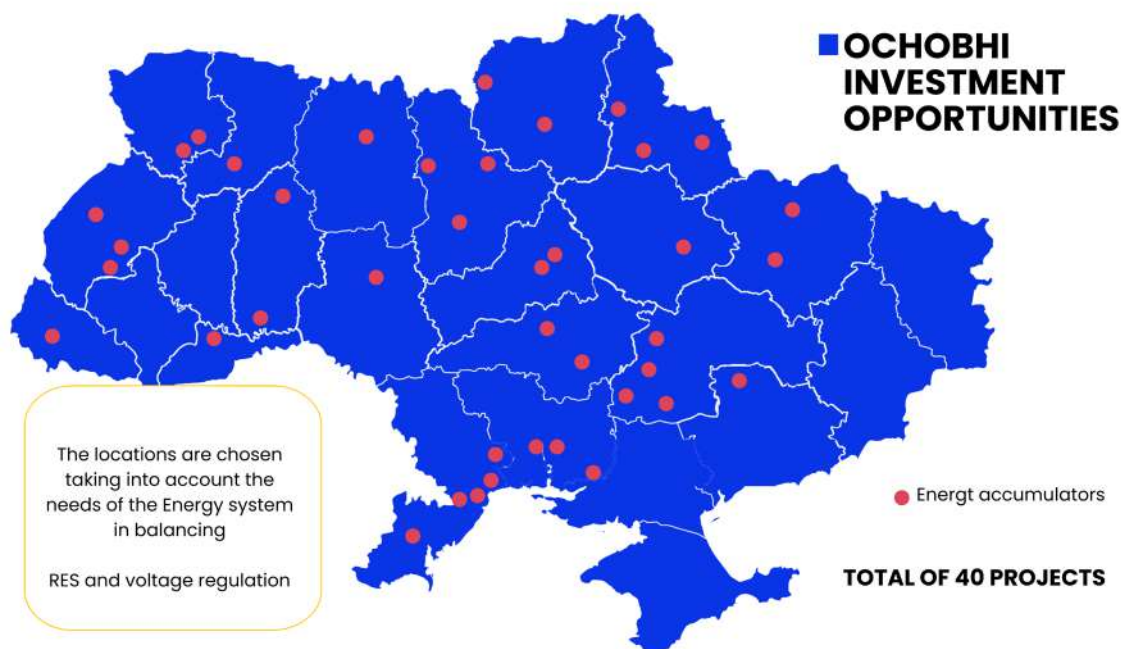 OCHOBHI
INVESTMENT
OPPORTUNITIES
The locations are chosen
taking into account the
needs of the Energy system
in balancing
RES and voltage regulation
Energt accumulators
TOTAL OF 40 PROJECTS